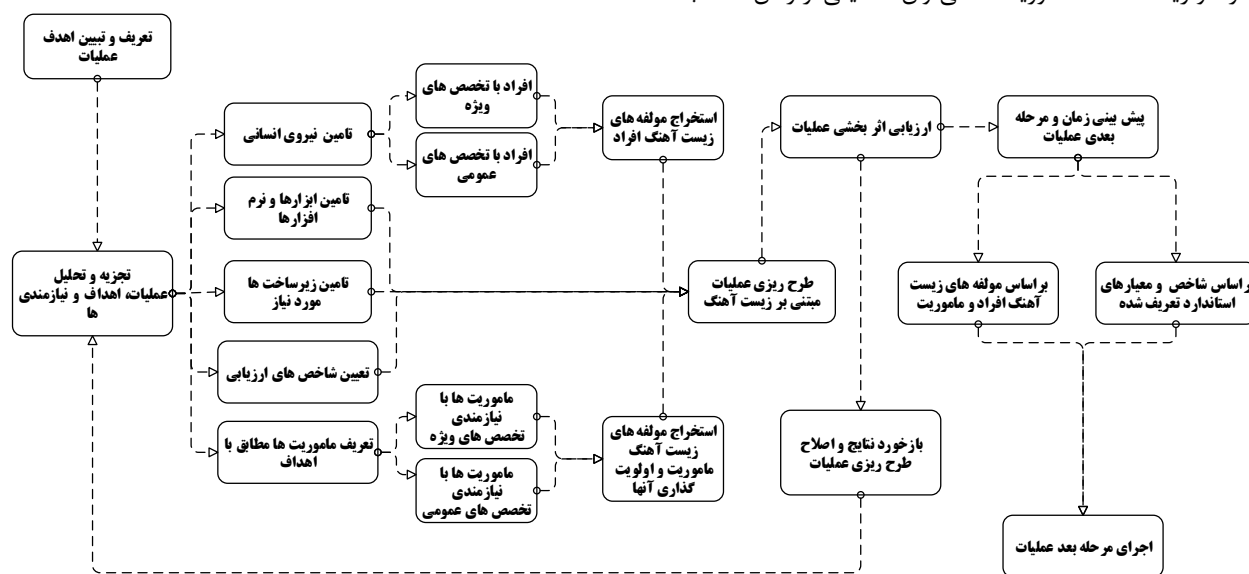 تعریف و تبیین اهدف
عملیات
تجزیه و تحلیل
عملیات، اهداف و نیازمندی
ها
تامین نیروی انسانی
تامین ابزارها و نرم
افزارها
تامین زیرساخت ها
مورد نیاز
تعیین شاخص های ارزیابی
تعریف ماموریت ها مطابق با
اهداف
افراد با تخصص های
ویژه
افراد با تخصص های
عمومی
ماموریت ها با
نیازمندی
تخصص های ویژه
ماموریت ها با
نیازمندی
تخصص های عمومی
استخراج مولفه های
زیست آهنگ افراد
استخراج مولفه های
زیست آهنگ
ماموریت و اولویت
گذاری آنها
طرح ریزی عملیات
مبتنی بر زیست آهنگ
ارزیابی اثر بخشی عملیات
بازخورد نتایج و اصلاح
طرح ریزی عملیات
پیش بینی زمان و مرحله
بعدی عملیات
براساس مولفه های زیست
آهنگ افراد و ماموریت
براساس شاخص و معیارهای
استاندارد تعریف شده
اجرای مرحله بعد عملیات